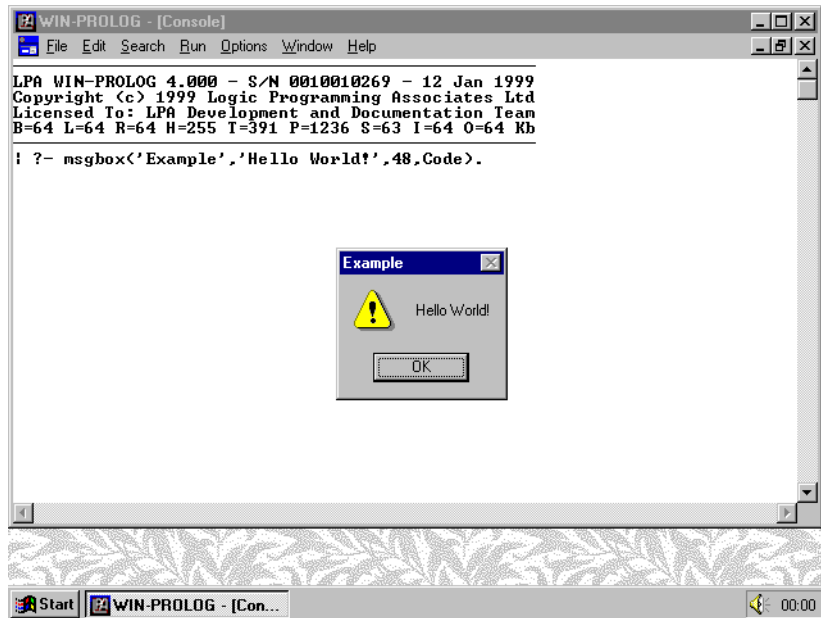 WIN-PROLOG - [Console]
File Edit Search Run Options Window Help
LPA WIN-PROLOG 4.000 - S/N 0010010269 - 12 Jan 1999
Copyright (c) 1999 Logic Programming Associates Ltd
Licensed To: LPA Development and Documentation Team
B=64 L=64 R=64 H=255 T=391 P=1236 S=63 I=64 O=64 Kb
| ?- msgbox('Example','Hello World!',48,Code).
Example
Hello World!
OK
Start WIN-PROLOG - [Con... 00:00